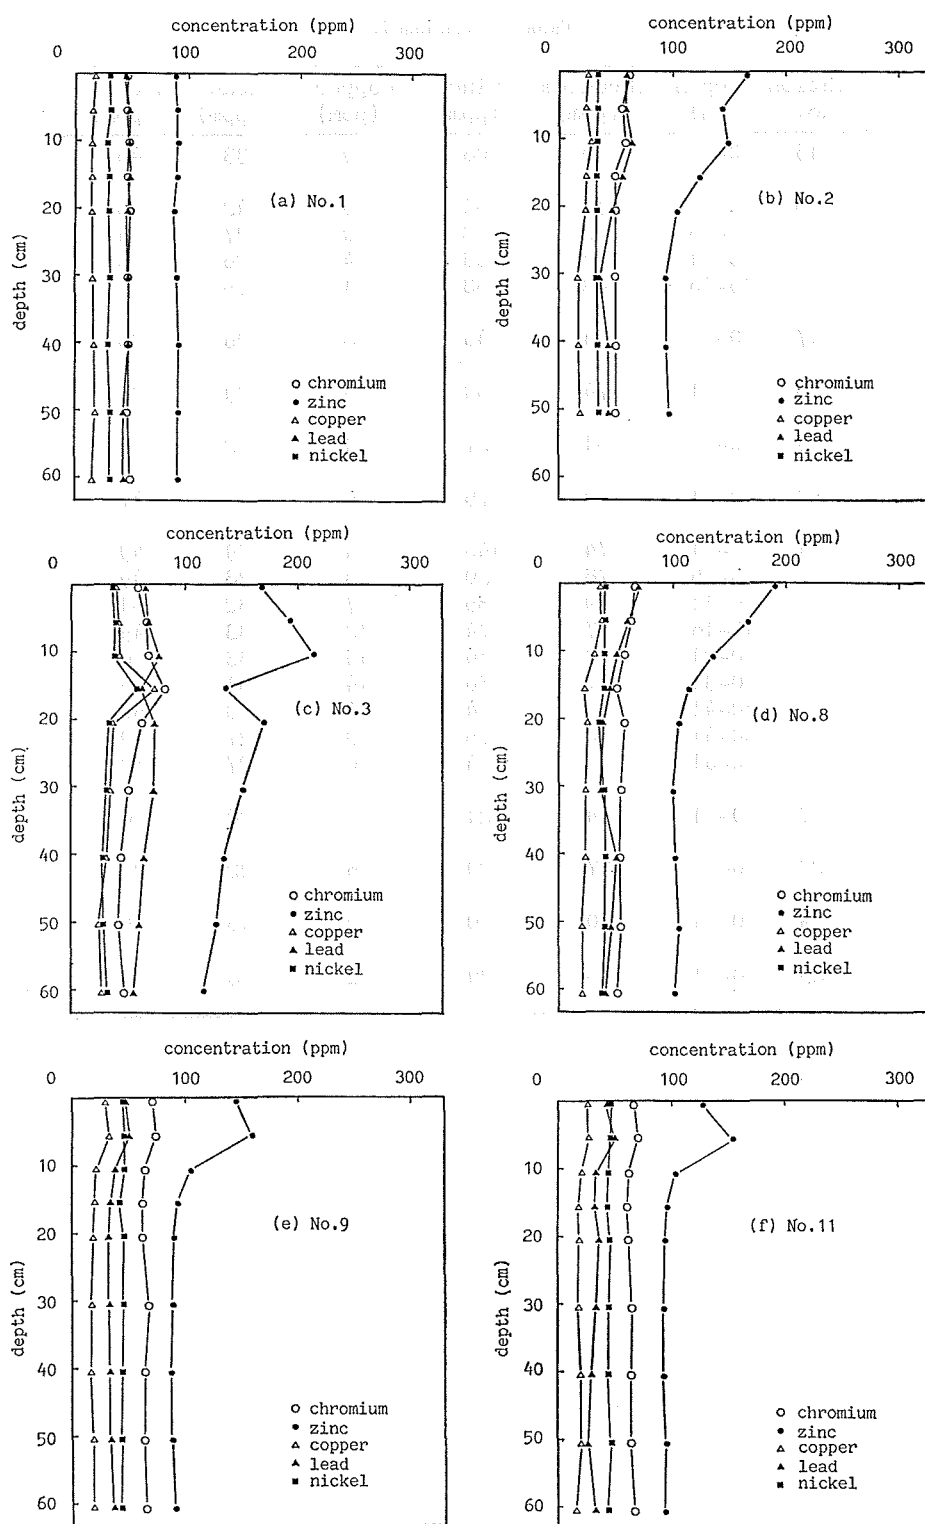 concentration (ppm)
0 100 200 300
10
20
30
40
50
60
depth (cm)
(a) No.1
chromium
zinc
copper
lead
nickel
concentration (ppm)
0 100 200 300
10
20
30
40
50
60
depth (cm)
(b) No.2
chromium
zinc
copper
lead
nickel
concentration (ppm)
0 100 200 300
10
20
30
40
50
60
depth (cm)
(c) No.3
chromium
zinc
copper
lead
nickel
concentration (ppm)
0 100 200 300
10
20
30
40
50
60
depth (cm)
(d) No.8
chromium
zinc
copper
lead
nickel
concentration (ppm)
0 100 200 300
10
20
30
40
50
60
depth (cm)
(e) No.9
chromium
zinc
copper
lead
nickel
concentration (ppm)
0 100 200 300
10
20
30
40
50
60
depth (cm)
(f) No.11
chromium
zinc
copper
lead
nickel